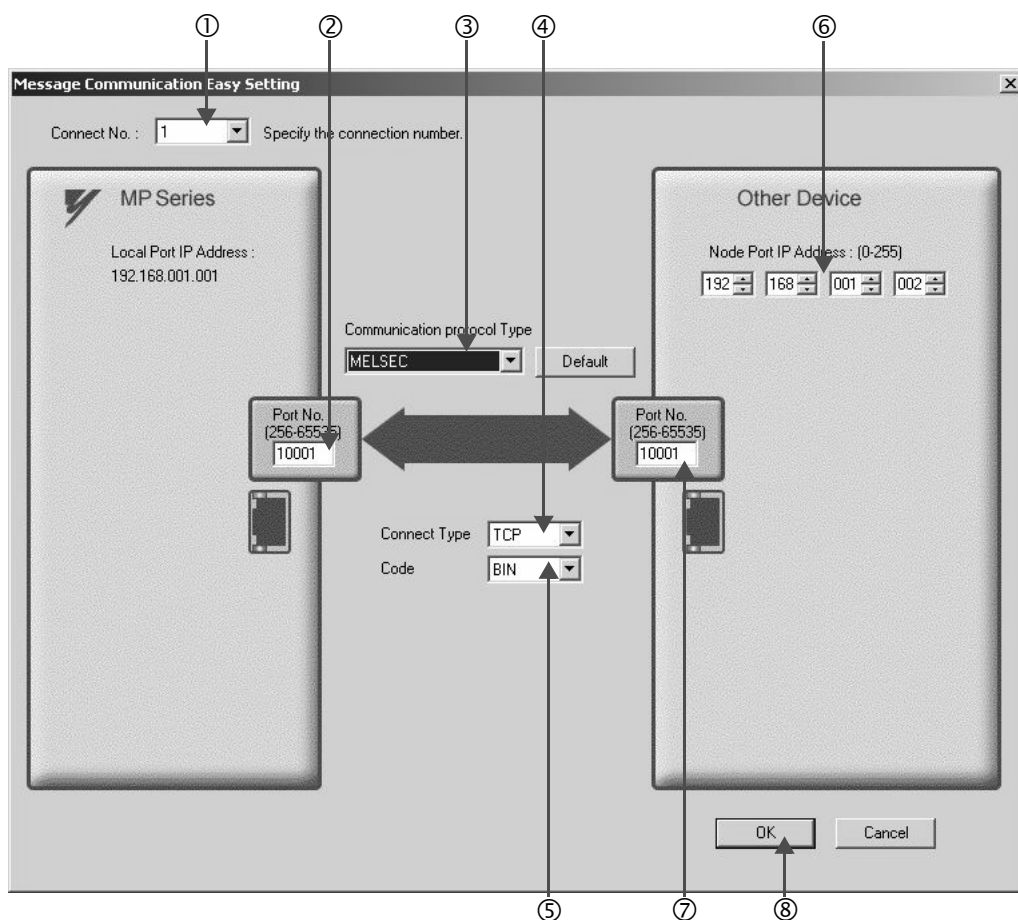 ① ② ③ ④ ⑥
Message Communication Easy Setting
Connect No. : 1 Specify the connection number.
MP Series
Local Port IP Address :
192.168.001.001
Other Device
Node Port IP Address : (0-255)
192 168 001 002
Communication protocol Type
MELSEC Default
Port No.
(256-65535)
10001
Port No.
(256-65535)
10001
Connect Type TCP
Code BIN
OK Cancel
⑤ ⑦ ⑧